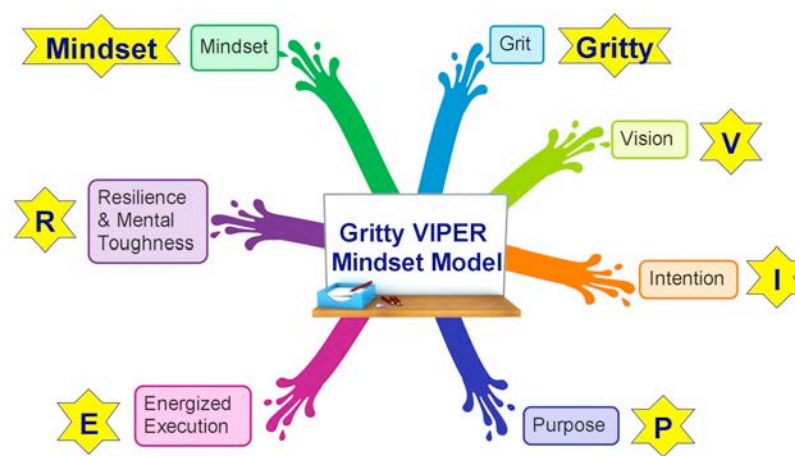 Mindset
Mindset
Grit
Gritty
Vision
V
Gritty VIPER
Mindset Model
R
Resilience
& Mental
Toughness
Intention
I
E
Energized
Execution
Purpose
P